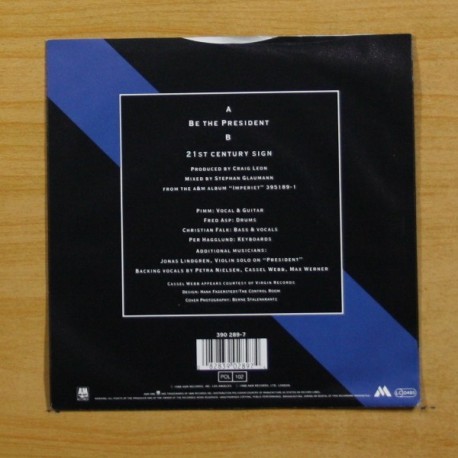 A
BE THE PRESIDENT
B
21ST CENTURY SIGN
PRODUCED BY CRAIG LEON
MIXED BY STEPHAN GLAUMANN
FROM THE A&M ALBUM "IMPERIET" 395189-1
PIMM: VOCAL & GUITAR
FRED ASP: DRUMS
CHRISTIAN FALK: BASS & VOCALS
PER HAGGLUND: KEYBOARDS
ADDITIONAL MUSICIANS:
JONAS LINDGREN, VIOLIN SOLO ON "PRESIDENT"
BACKING VOCALS BY PETRA NIELSEN, CASSEL WEBB, MAX WERNER
CASSEL WEBB APPEARS COURTESY OF VIRGIN RECORDS
COVER PHOTOGRAPHY:
390 289-7
POL 102
A&M